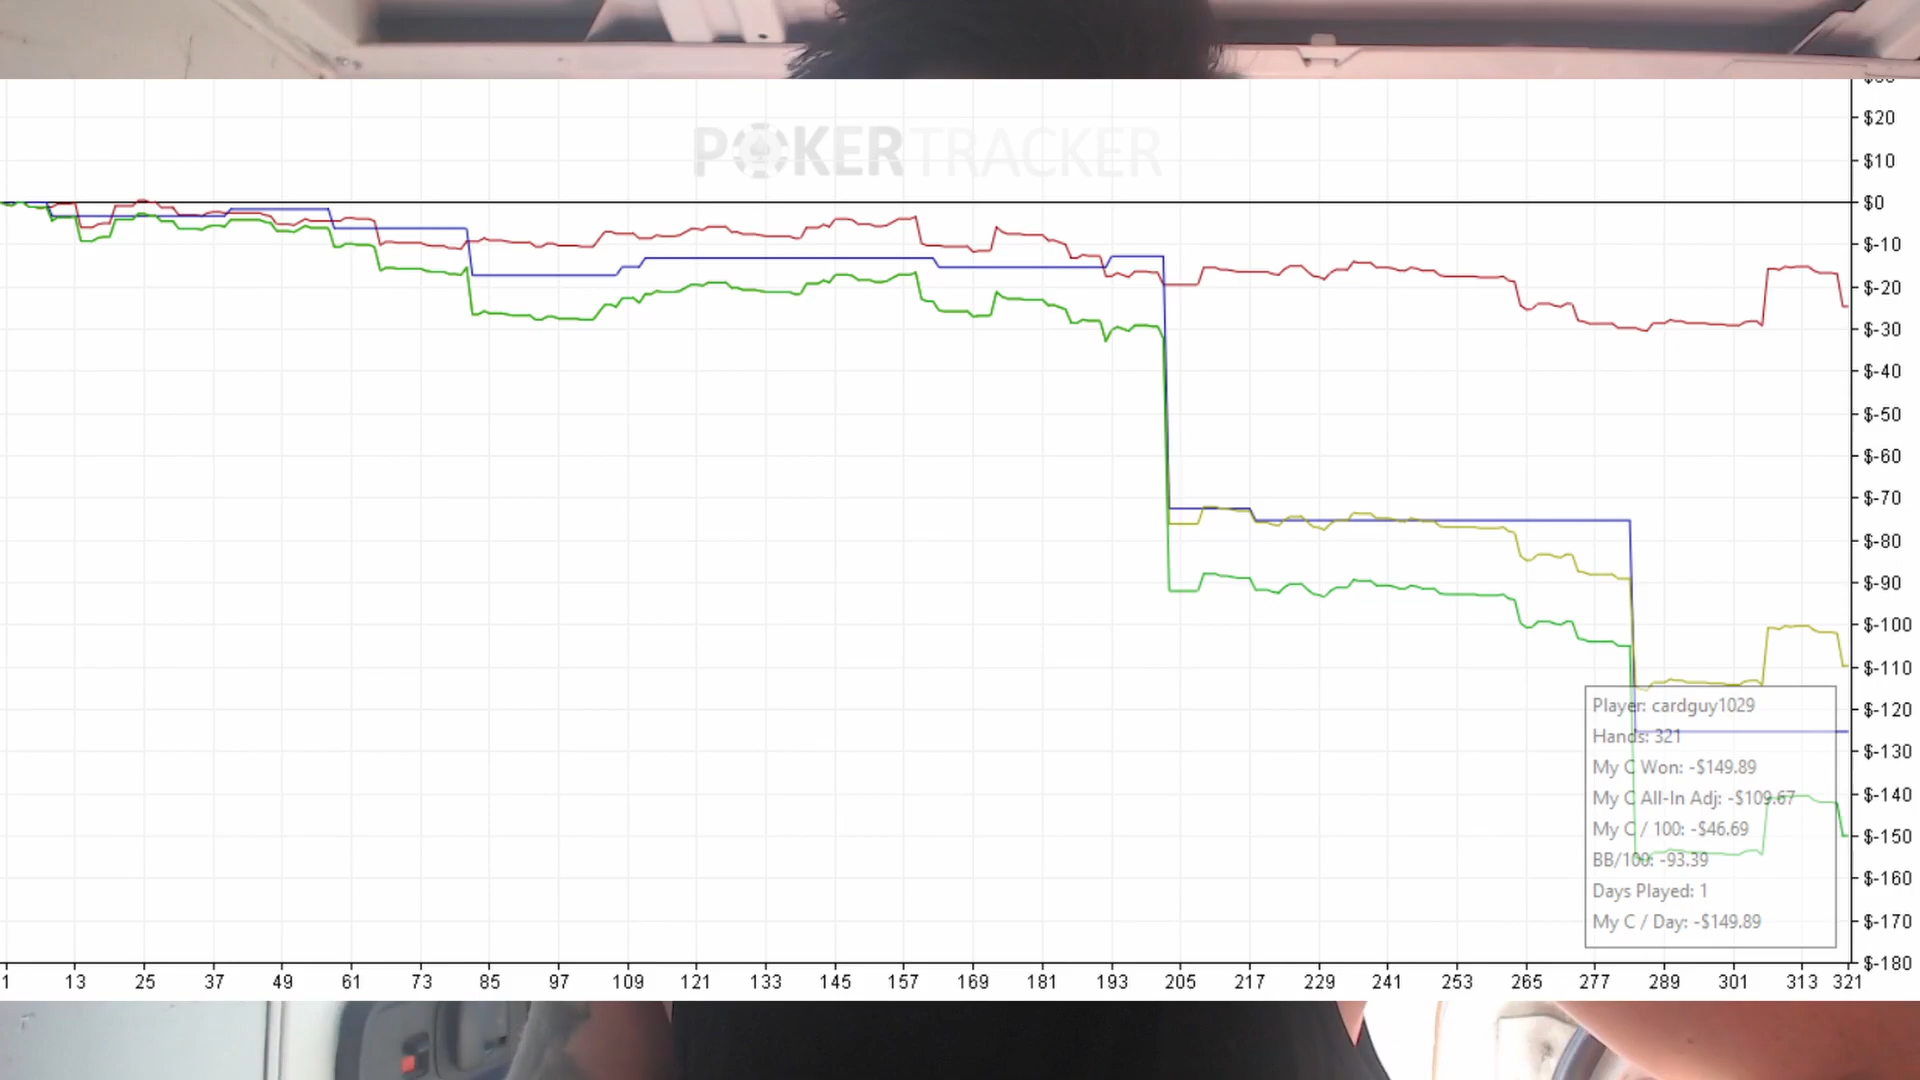 POKERTRACKER
$20
$10
$0
$-10
$-20
$-30
$-40
$-50
$-60
$-70
$-80
$-90
$-100
$-110
$-120
$-130
$-140
$-150
$-160
$-170
$-180
Player: cardguy1029
Hands: 321
My C Won: -$149.89
My C All-In Adj: -$109.67
My C / 100: -$46.69
BB/100: -93.39
Days Played: 1
My C / Day: -$149.89
1 13 25 37 49 61 73 85 97 109 121 133 145 157 169 181 193 205 217 229 241 253 265 277 289 301 313 321